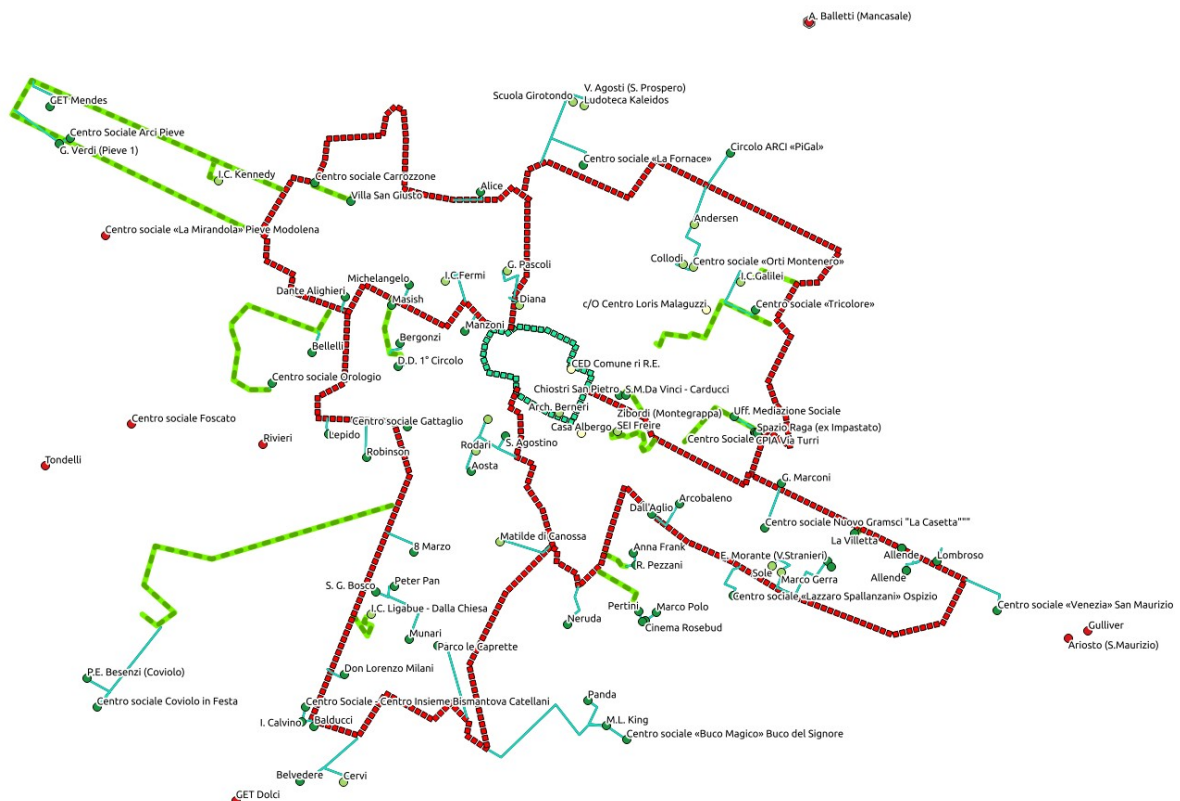 A. Balletti (Mancasale)
V. Agosti (S. Prospero)
Scuola Girotondo
Ludoteca Kaleidos
GET Mendes
Centro Sociale Arci Pieve
G. Verdi (Pieve 1)
Circolo ARCI «PiGal»
Centro sociale «La Fornace»
I.C. Kennedy
Centro sociale Carrozzone
Villa San Giusto
Alice
Andersen
Centro sociale «La Mirandola» Pieve Modolena
Collodi
Centro sociale «Orti Montenero»
G. Pascoli
I.C.Fermi
Michelangelo
I.C.Galilei
Dante Alighieri
Masish
Diana
c/O Centro Loris Malaguzzi
Centro sociale «Tricolore»
Manzoni
Bergonzi
Bellelli
D.D. 1° Circolo
CED Comune ri R.E.
Centro sociale Orologio
Chiostri San Pietro
S.M.Da Vinci - Carducci
Arch. Berneri
Zibordi (Montegrappa)
Uff. Mediazione Sociale
Centro sociale Foscato
Centro sociale Gattaglio
Casa Albergo
SEI Freire
Spazio Raga (ex Impastato)
Lepido
Rivieri
Rodari
S. Agostino
Centro Sociale
CPIA Via Turri
Robinson
Tondelli
Aosta
G. Marconi
Arcobaleno
Dall'Aglio
Centro sociale Nuovo Gramsci "La Casetta"""
Matilde di Canossa
La Villetta
8 Marzo
Anna Frank
E. Morante (V.Stranieri)
Allende
Lombroso
R. Pezzani
Sole
Marco Gerra
Allende
S. G. Bosco
Peter Pan
Centro sociale «Lazzaro Spallanzani» Ospizio
I.C. Ligabue - Dalla Chiesa
Pertini
Marco Polo
Centro sociale «Venezia» San Maurizio
Neruda
Cinema Rosebud
Gulliver
Munari
Parco le Caprette
Ariosto (S.Maurizio)
P.E. Besenzi (Coviolo)
Don Lorenzo Milani
Centro sociale Coviolo in Festa
Centro Sociale - Centro Insieme Bismantova Catellani
Panda
I. Calvino
Balducci
M.L. King
Centro sociale «Buco Magico» Buco del Signore
Belvedere
Cervi
GET Dolci